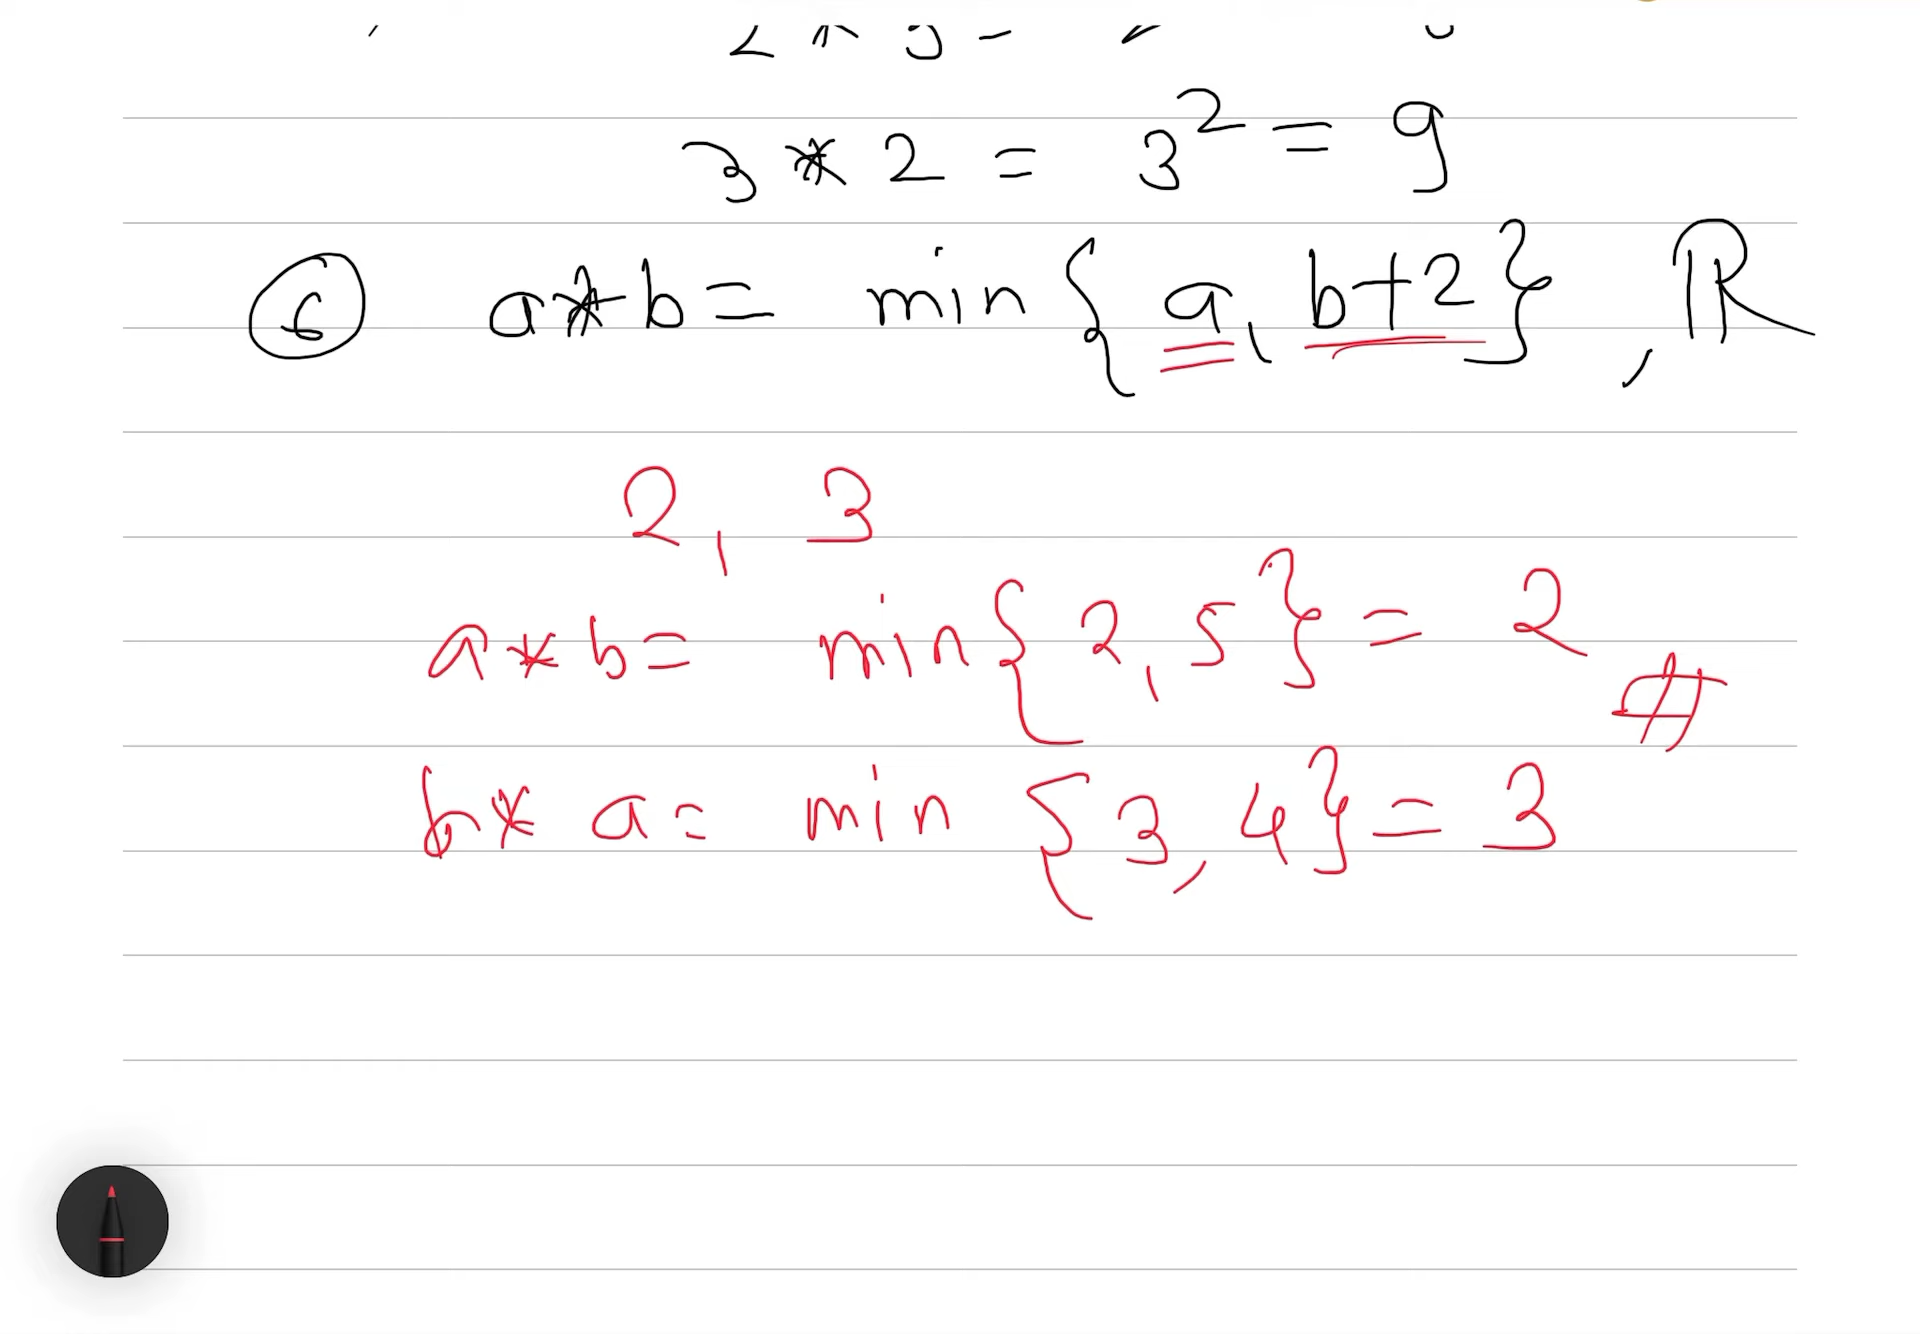 3 * 2 = 3² = 9
⑥ a * b = min { a, b+2 } , ℝ
2, 3
a * b = min { 2, 5 } = 2
≠
b * a = min { 3, 4 } = 3